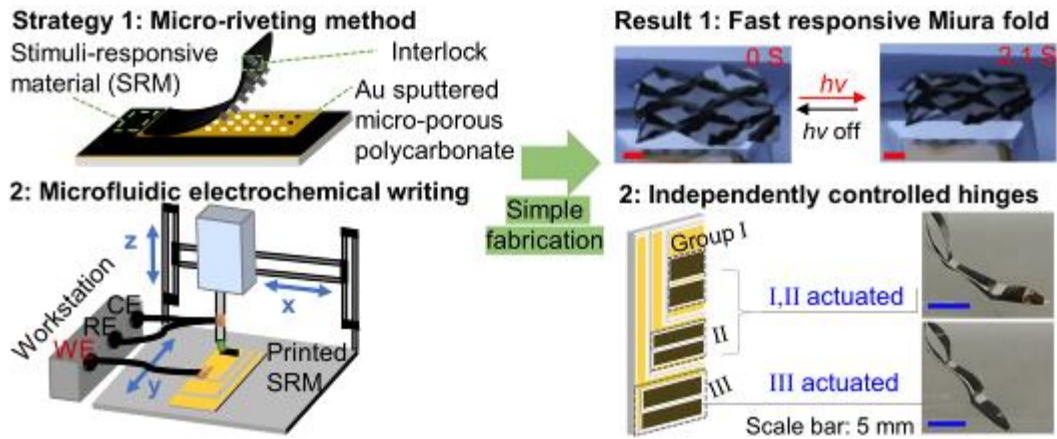 Strategy 1: Micro-riveting method
Stimuli-responsive
material (SRM)
Interlock
Au sputtered
micro-porous
polycarbonate
2: Microfluidic electrochemical writing
z
x
y
Workstation
CE
RE
WE
Printed
SRM
Simple
fabrication
Result 1: Fast responsive Miura fold
0 S
hv
hv off
2.1 S
2: Independently controlled hinges
Group I
II
III
I,II actuated
III actuated
Scale bar: 5 mm